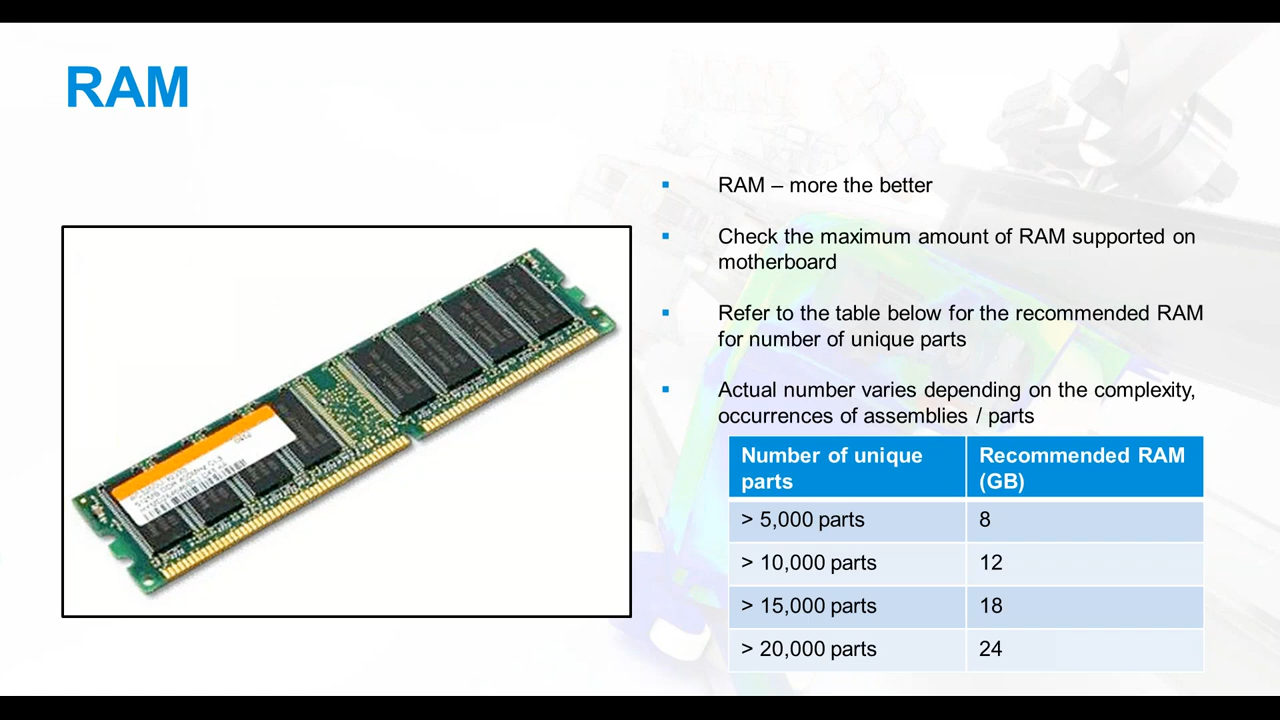 RAM
RAM – more the better
Check the maximum amount of RAM supported on
motherboard
Refer to the table below for the recommended RAM
for number of unique parts
Actual number varies depending on the complexity,
occurrences of assemblies / parts
Number of unique parts Recommended RAM (GB)
> 5,000 parts 8
> 10,000 parts 12
> 15,000 parts 18
> 20,000 parts 24